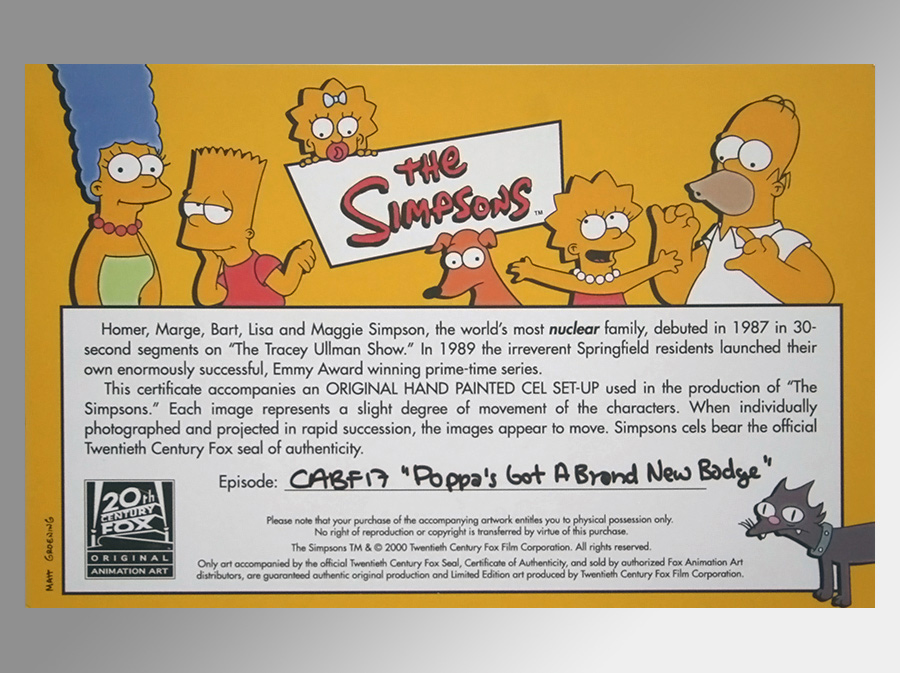 THE
SIMPSONS
TM
Homer, Marge, Bart, Lisa and Maggie Simpson, the world's most nuclear family, debuted in 1987 in 30-
second segments on "The Tracey Ullman Show." In 1989 the irreverent Springfield residents launched their
own enormously successful, Emmy Award winning prime-time series.
This certificate accompanies an ORIGINAL HAND PAINTED CEL SET-UP used in the production of "The
Simpsons." Each image represents a slight degree of movement of the characters. When individually
photographed and projected in rapid succession, the images appear to move. Simpsons cels bear the official
Twentieth Century Fox seal of authenticity.
Episode: CABF17 "Poppa's Got A Brand New Badge"
20th
CENTURY
FOX
ORIGINAL
ANIMATION ART
Please note that your purchase of the accompanying artwork entitles you to physical possession only.
No right of reproduction or copyright is transferred by virtue of this purchase.
The Simpsons TM & © 2000 Twentieth Century Fox Film Corporation. All rights reserved.
Only art accompanied by the official Twentieth Century Fox Seal, Certificate of Authenticity, and sold by authorized Fox Animation Art
distributors, are guaranteed authentic original production and Limited Edition art produced by Twentieth Century Fox Film Corporation.
MATT GROENING